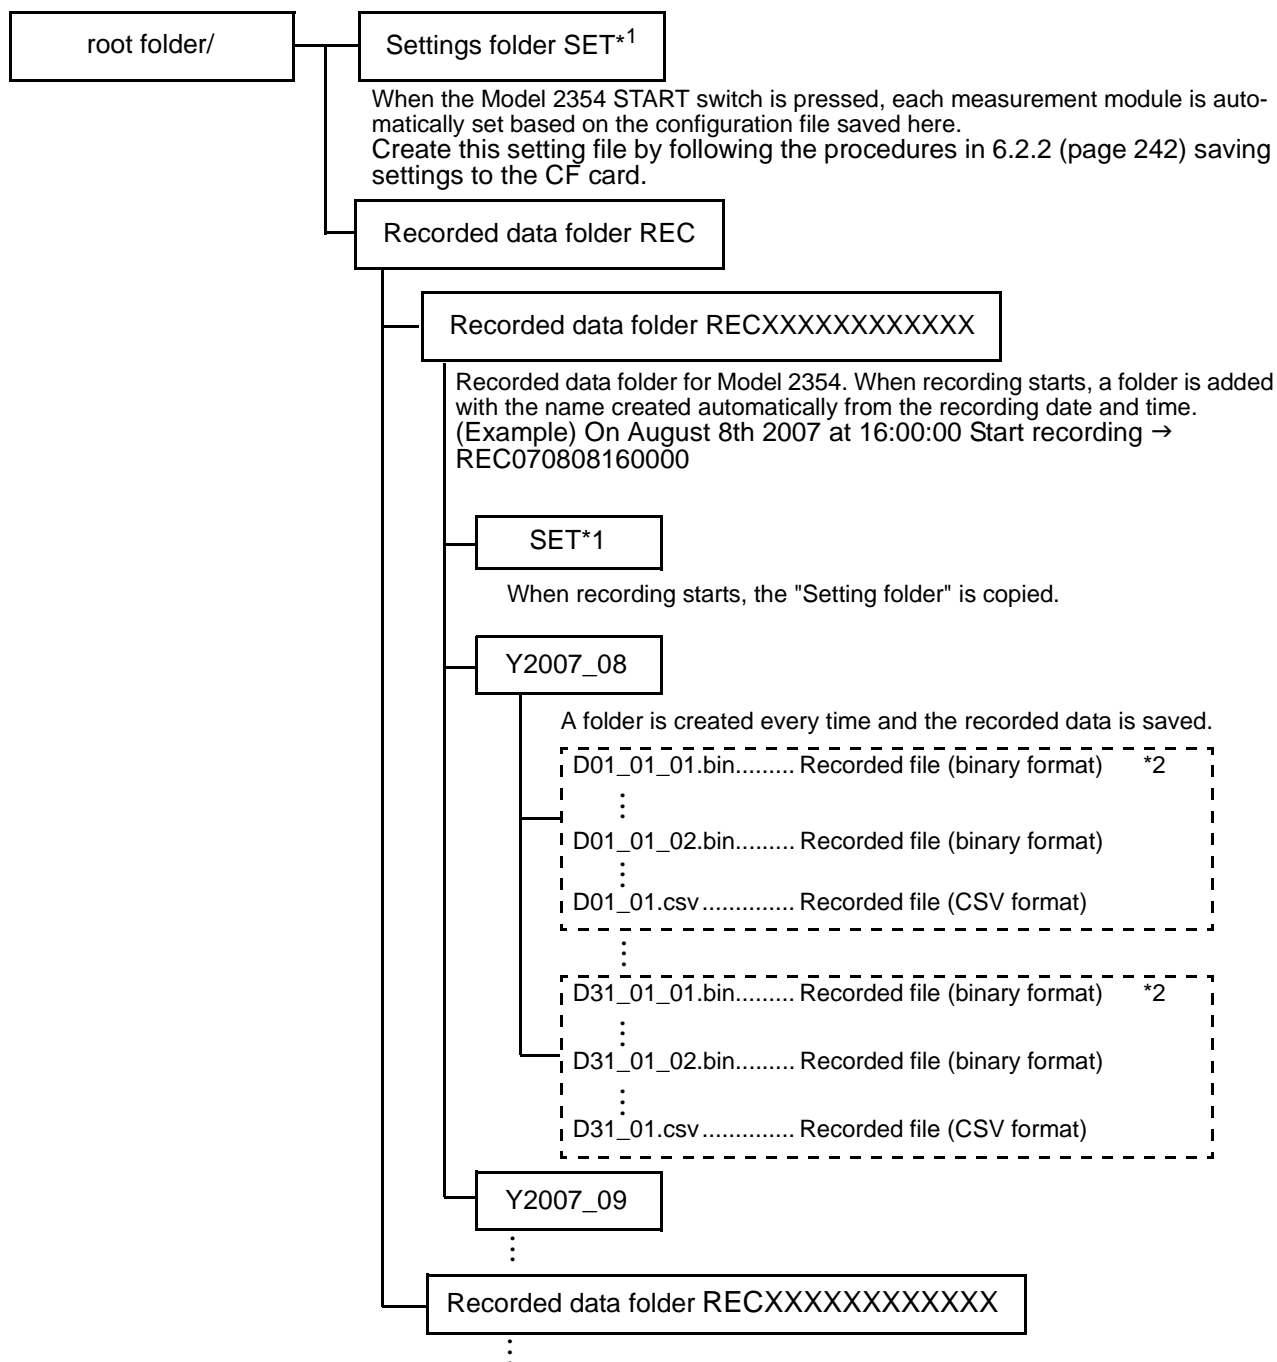 root folder/
Settings folder SET*1
When the Model 2354 START switch is pressed, each measurement module is auto-
matically set based on the configuration file saved here.
Create this setting file by following the procedures in 6.2.2 (page 242) saving
settings to the CF card.
Recorded data folder REC
Recorded data folder RECXXXXXXXXXXXX
Recorded data folder for Model 2354. When recording starts, a folder is added
with the name created automatically from the recording date and time.
(Example) On August 8th 2007 at 16:00:00 Start recording →
REC070808160000
SET*1
When recording starts, the "Setting folder" is copied.
Y2007_08
A folder is created every time and the recorded data is saved.
D01_01_01.bin......... Recorded file (binary format) *2
D01_01_02.bin......... Recorded file (binary format)
D01_01.csv.............. Recorded file (CSV format)
D31_01_01.bin......... Recorded file (binary format) *2
D31_01_02.bin......... Recorded file (binary format)
D31_01.csv.............. Recorded file (CSV format)
Y2007_09
Recorded data folder RECXXXXXXXXXXXX